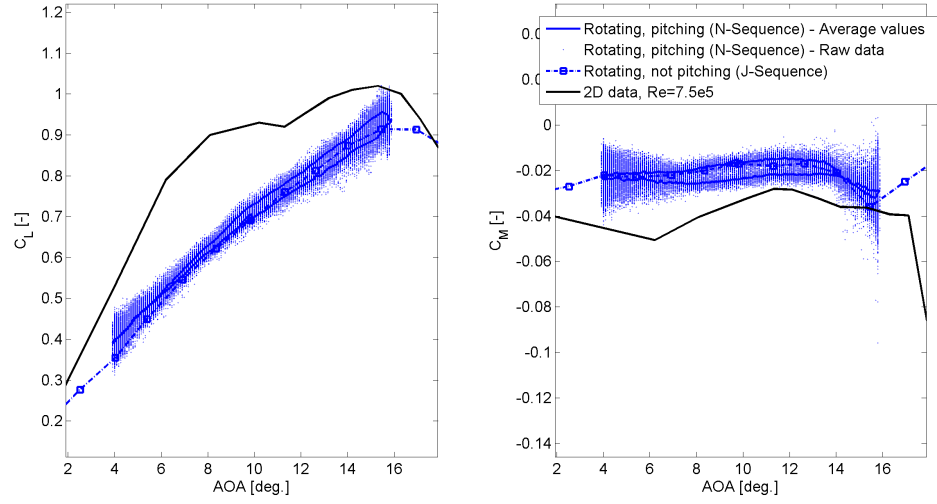 1.2
1.1
1
0.9
0.8
0.7
0.6
0.5
0.4
0.3
0.2
C_L [-]
2 4 6 8 10 12 14 16
AOA [deg.]
Rotating, pitching (N-Sequence) - Average values
Rotating, pitching (N-Sequence) - Raw data
Rotating, not pitching (J-Sequence)
2D data, Re=7.5e5
0
-0.02
-0.04
-0.06
-0.08
-0.1
-0.12
-0.14
C_M [-]
2 4 6 8 10 12 14 16
AOA [deg.]